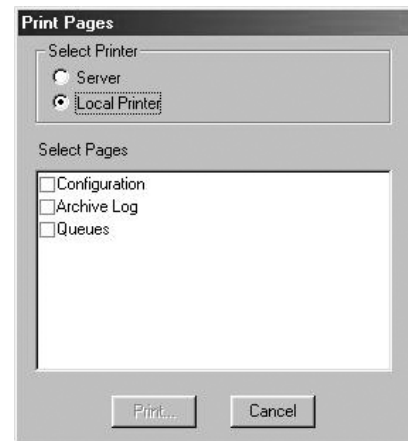 Print Pages
Select Printer
Server
Local Printer
Select Pages
Configuration
Archive Log
Queues
Print... Cancel